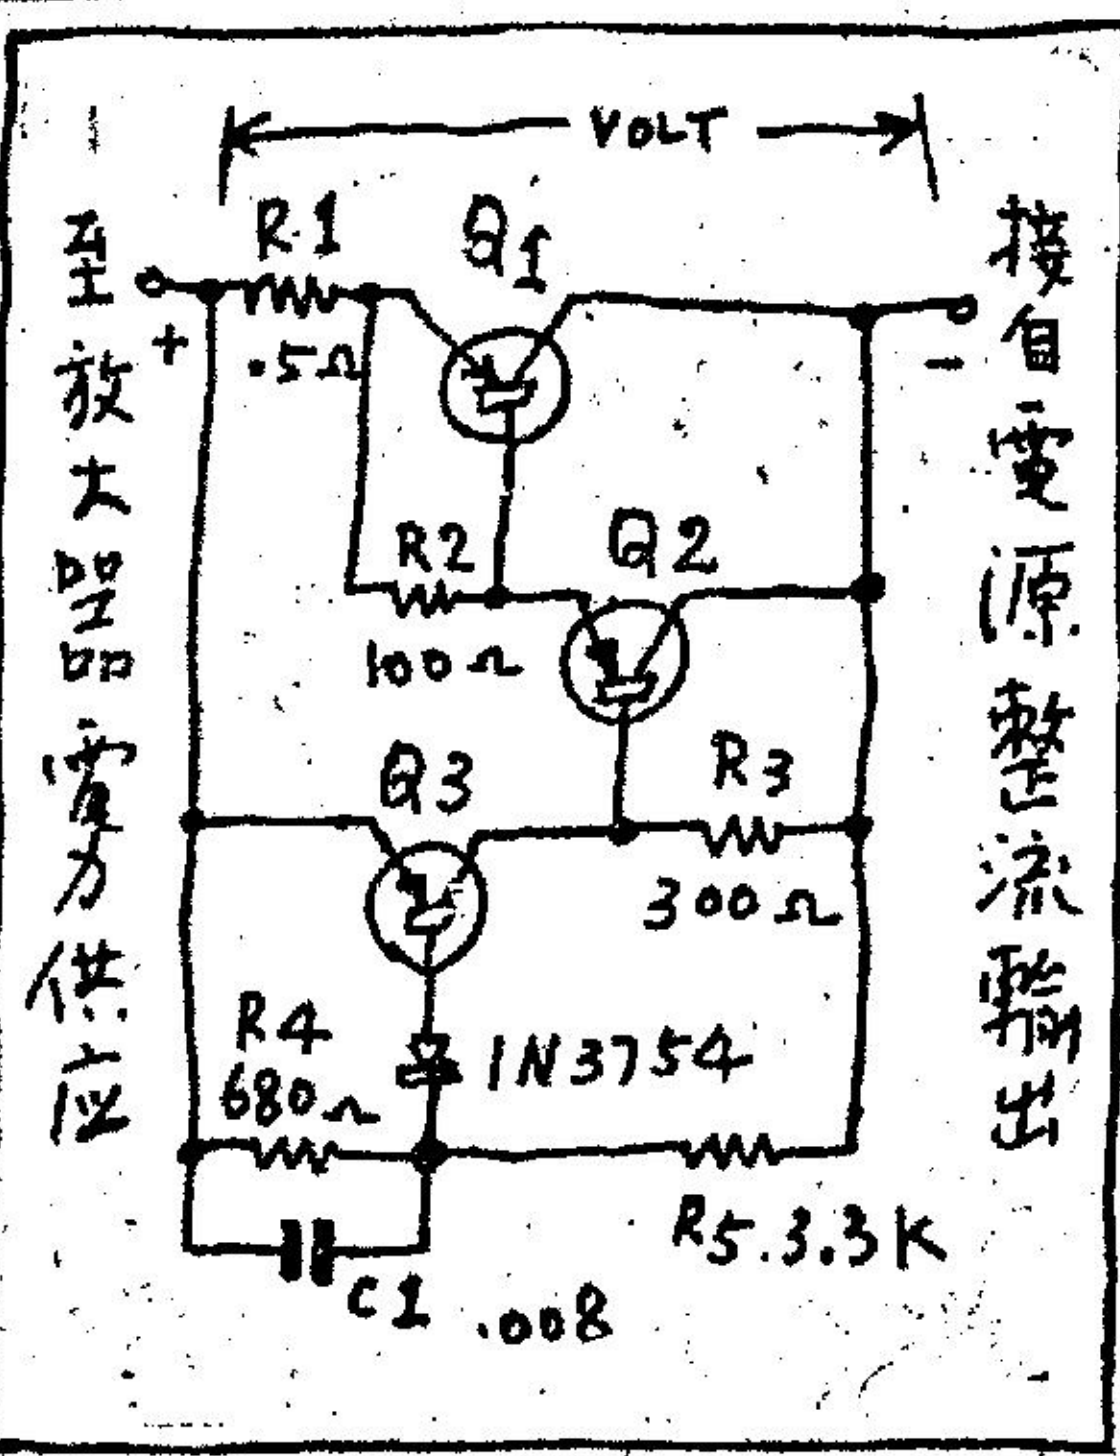 VOLT
至放大器電力供应
接自電源整流輸出
R1
.5Ω
Q1
+
-
R2
100Ω
Q2
Q3
R3
300Ω
R4
680Ω
1N3754
R5.3.3K
C1 .008